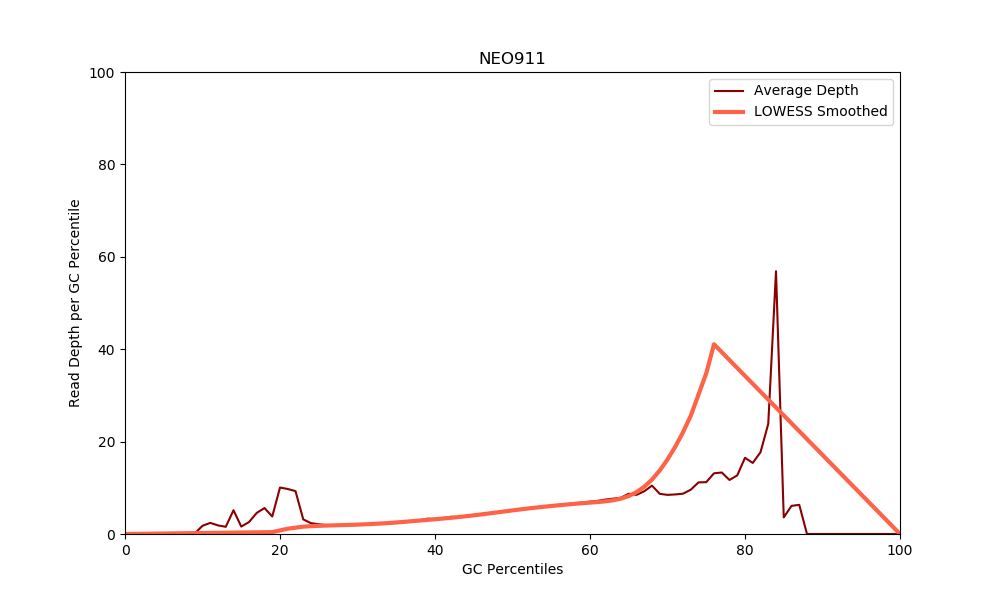 NEO911
Average Depth
LOWESS Smoothed
100
80
60
40
20
0
Read Depth per GC Percentile
0 20 40 60 80 100
GC Percentiles